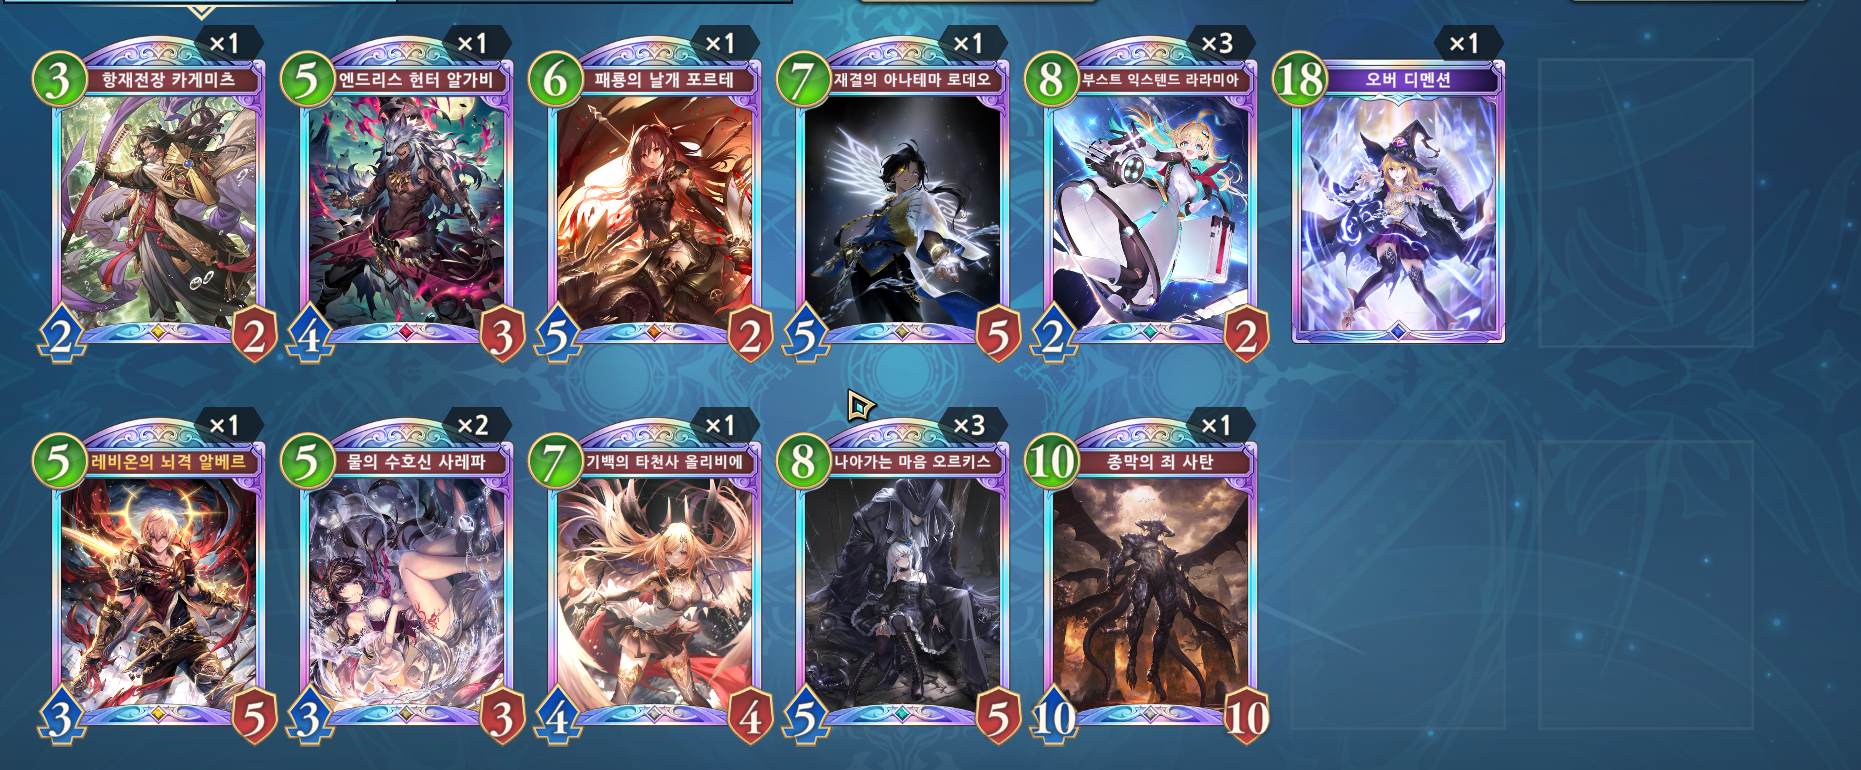 ×1
3 항재전장 카게미츠
2 2
×1
5 엔드리스 헌터 알가비
4 3
×1
6 패룡의 날개 포르테
5 2
×1
7 재결의 아나테마 로데오
5 5
×3
8 부스트 익스텐드 라라미아
2 2
×1
18 오버 디멘션
×1
5 레비온의 뇌격 알베르
3 5
×2
5 물의 수호신 사레파
3 3
×1
7 기백의 타천사 올리비에
4 4
×3
8 나아가는 마음 오르키스
5 5
×1
10 종막의 죄 사탄
10 10